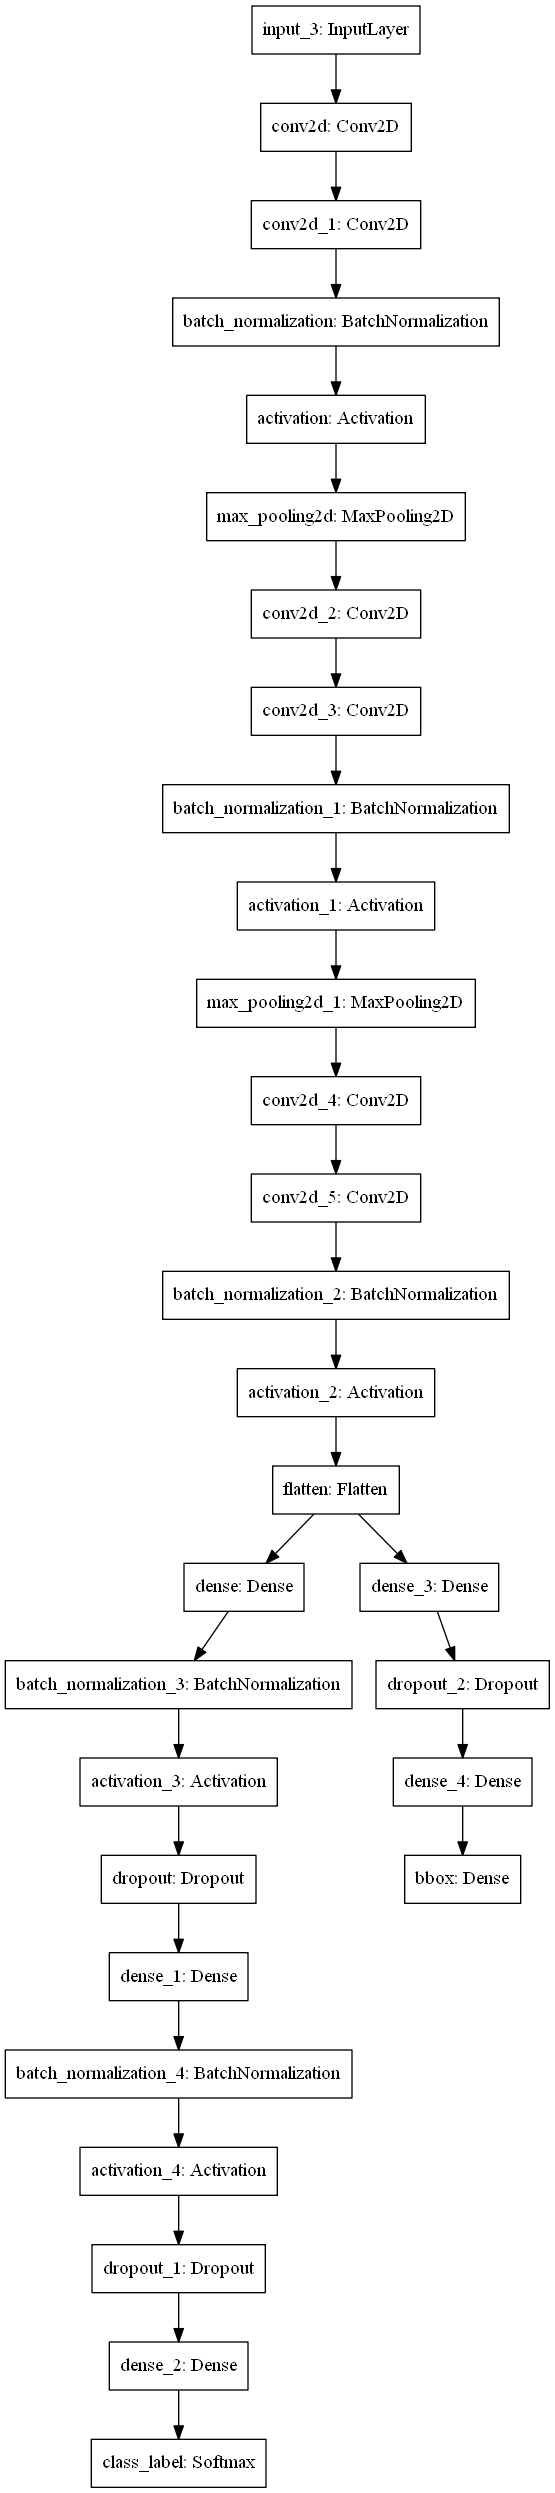 input_3: InputLayer
conv2d: Conv2D
conv2d_1: Conv2D
batch_normalization: BatchNormalization
activation: Activation
max_pooling2d: MaxPooling2D
conv2d_2: Conv2D
conv2d_3: Conv2D
batch_normalization_1: BatchNormalization
activation_1: Activation
max_pooling2d_1: MaxPooling2D
conv2d_4: Conv2D
conv2d_5: Conv2D
batch_normalization_2: BatchNormalization
activation_2: Activation
flatten: Flatten
dense: Dense
dense_3: Dense
batch_normalization_3: BatchNormalization
dropout_2: Dropout
activation_3: Activation
dense_4: Dense
dropout: Dropout
bbox: Dense
dense_1: Dense
batch_normalization_4: BatchNormalization
activation_4: Activation
dropout_1: Dropout
dense_2: Dense
class_label: Softmax